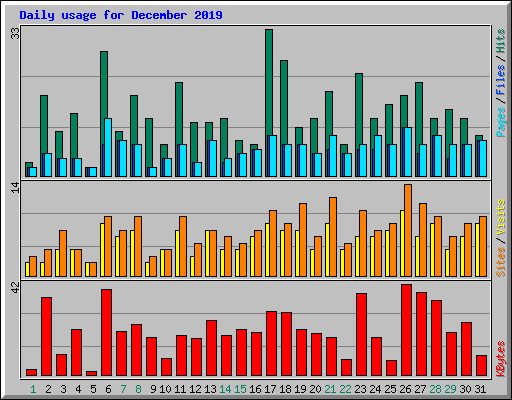 Daily usage for December 2019
33
Pages / Files / Hits
14
Sites / Visits
42
KBytes
1 2 3 4 5 6 7 8 9 10 11 12 13 14 15 16 17 18 19 20 21 22 23 24 25 26 27 28 29 30 31